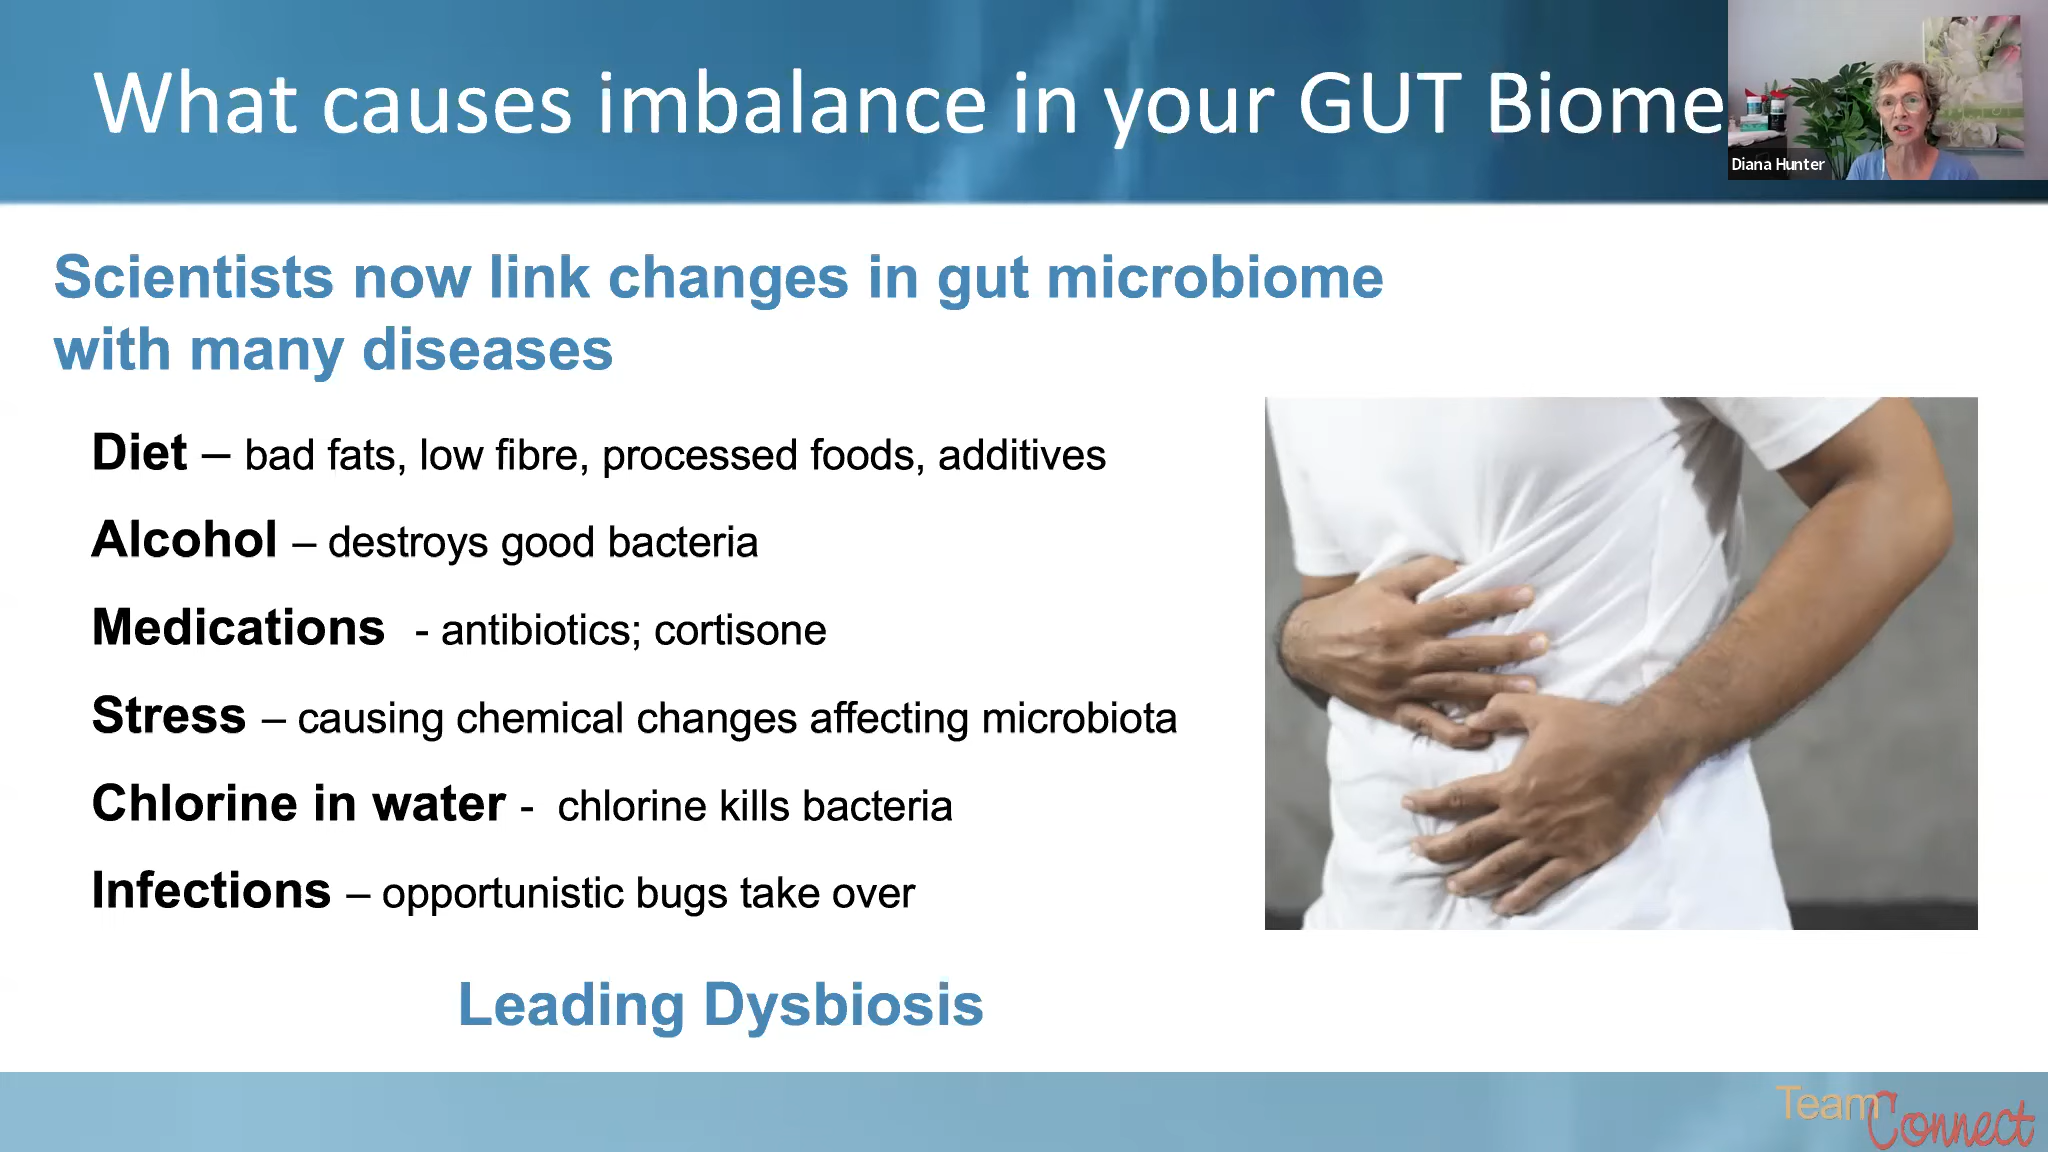 What causes imbalance in your GUT Biome
Diana Hunter
Scientists now link changes in gut microbiome
with many diseases
Diet – bad fats, low fibre, processed foods, additives
Alcohol – destroys good bacteria
Medications - antibiotics; cortisone
Stress – causing chemical changes affecting microbiota
Chlorine in water - chlorine kills bacteria
Infections – opportunistic bugs take over
Leading Dysbiosis
Team Connect